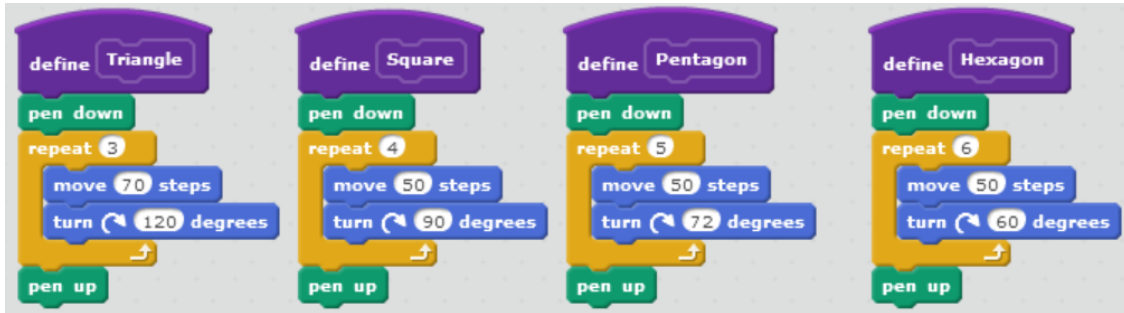 define Triangle
pen down
repeat 3
move 70 steps
turn 120 degrees
pen up
define Square
pen down
repeat 4
move 50 steps
turn 90 degrees
pen up
define Pentagon
pen down
repeat 5
move 50 steps
turn 72 degrees
pen up
define Hexagon
pen down
repeat 6
move 50 steps
turn 60 degrees
pen up